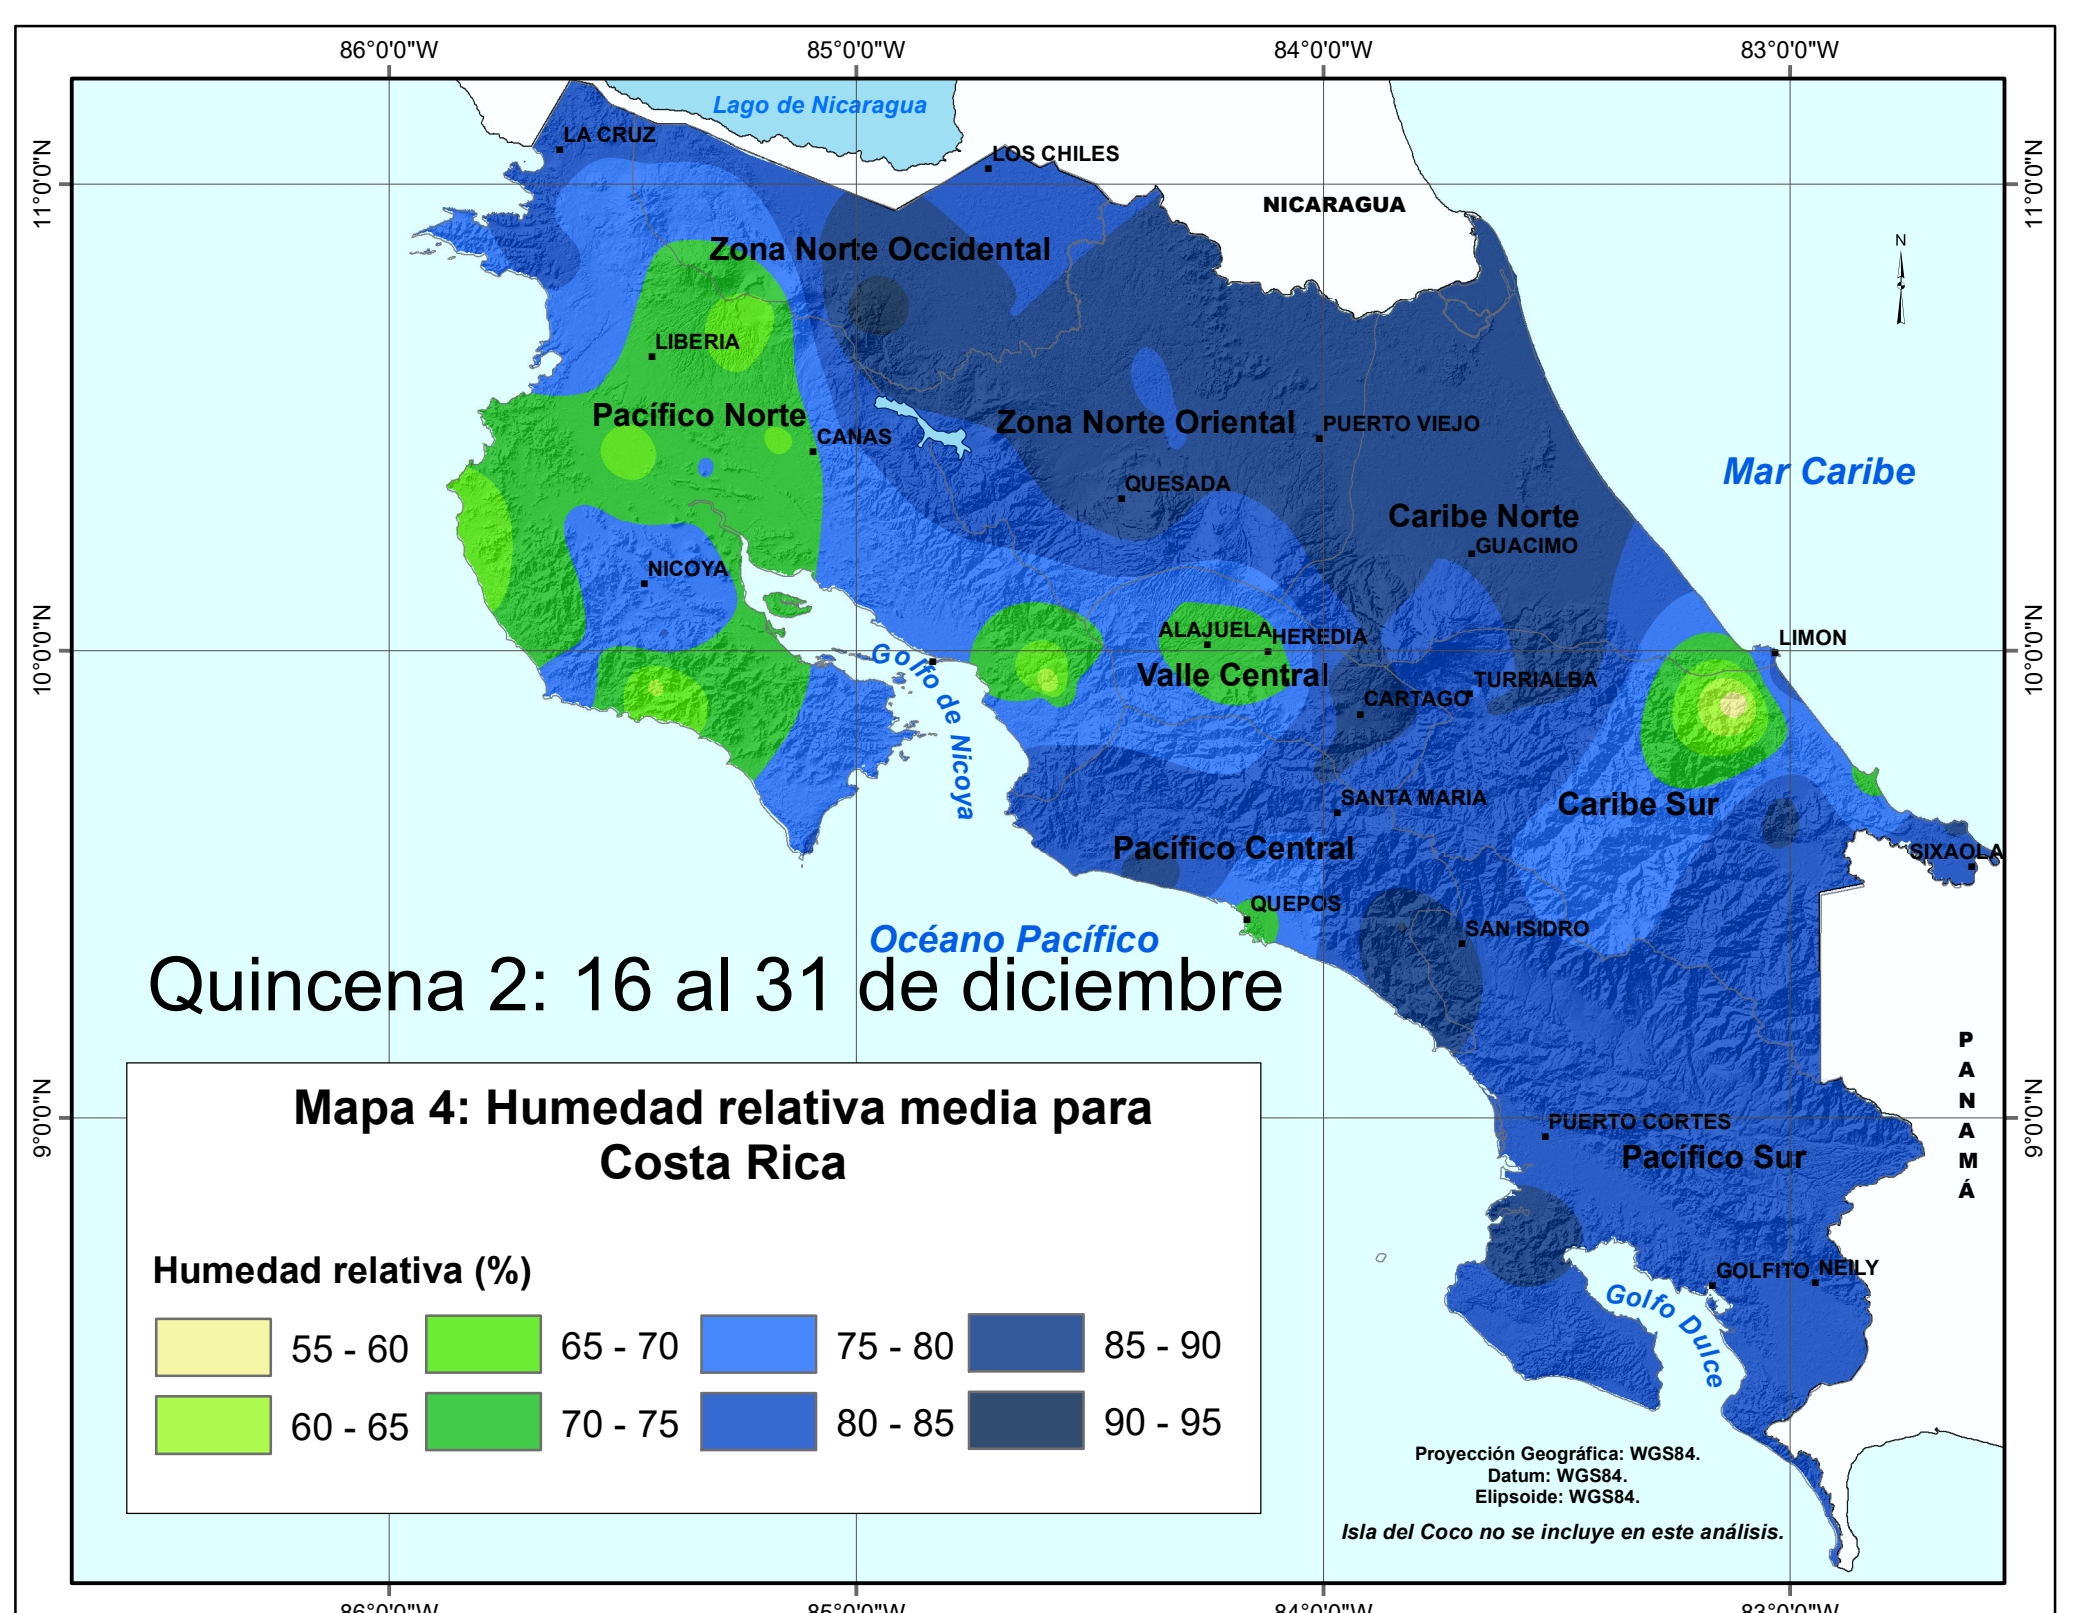 86°0'0"W
85°0'0"W
84°0'0"W
83°0'0"W
Lago de Nicaragua
LA CRUZ
LOS CHILES
11°0'0"N
11°0'0"N
NICARAGUA
N
Zona Norte Occidental
LIBERIA
Pacífico Norte
CANAS
Zona Norte Oriental
PUERTO VIEJO
Mar Caribe
QUESADA
Caribe Norte
GUACIMO
NICOYA
10°0'0"N
10°0'0"N
ALAJUELA
HEREDIA
LIMON
Golfo de Nicoya
Valle Central
TURRIALBA
CARTAGO
SANTA MARIA
Caribe Sur
Pacífico Central
SIXAOLA
QUEPOS
SAN ISIDRO
Océano Pacífico
Quincena 2: 16 al 31 de diciembre
PANAMÁ
9°0'0"N
9°0'0"N
Mapa 4: Humedad relativa media para
Costa Rica
PUERTO CORTES
Pacífico Sur
Humedad relativa (%)
GOLFITO
NEILY
Golfo Dulce
55 - 60
65 - 70
75 - 80
85 - 90
60 - 65
70 - 75
80 - 85
90 - 95
Proyección Geográfica: WGS84.
Datum: WGS84.
Elipsoide: WGS84.
Isla del Coco no se incluye en este análisis.
86°0'0"W
85°0'0"W
84°0'0"W
83°0'0"W